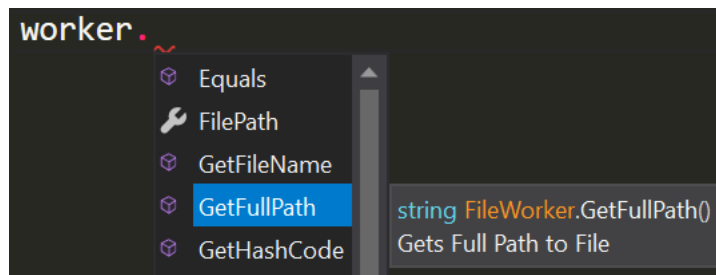 worker.
Equals
FilePath
GetFileName
GetFullPath
string FileWorker.GetFullPath()
Gets Full Path to File
GetHashCode